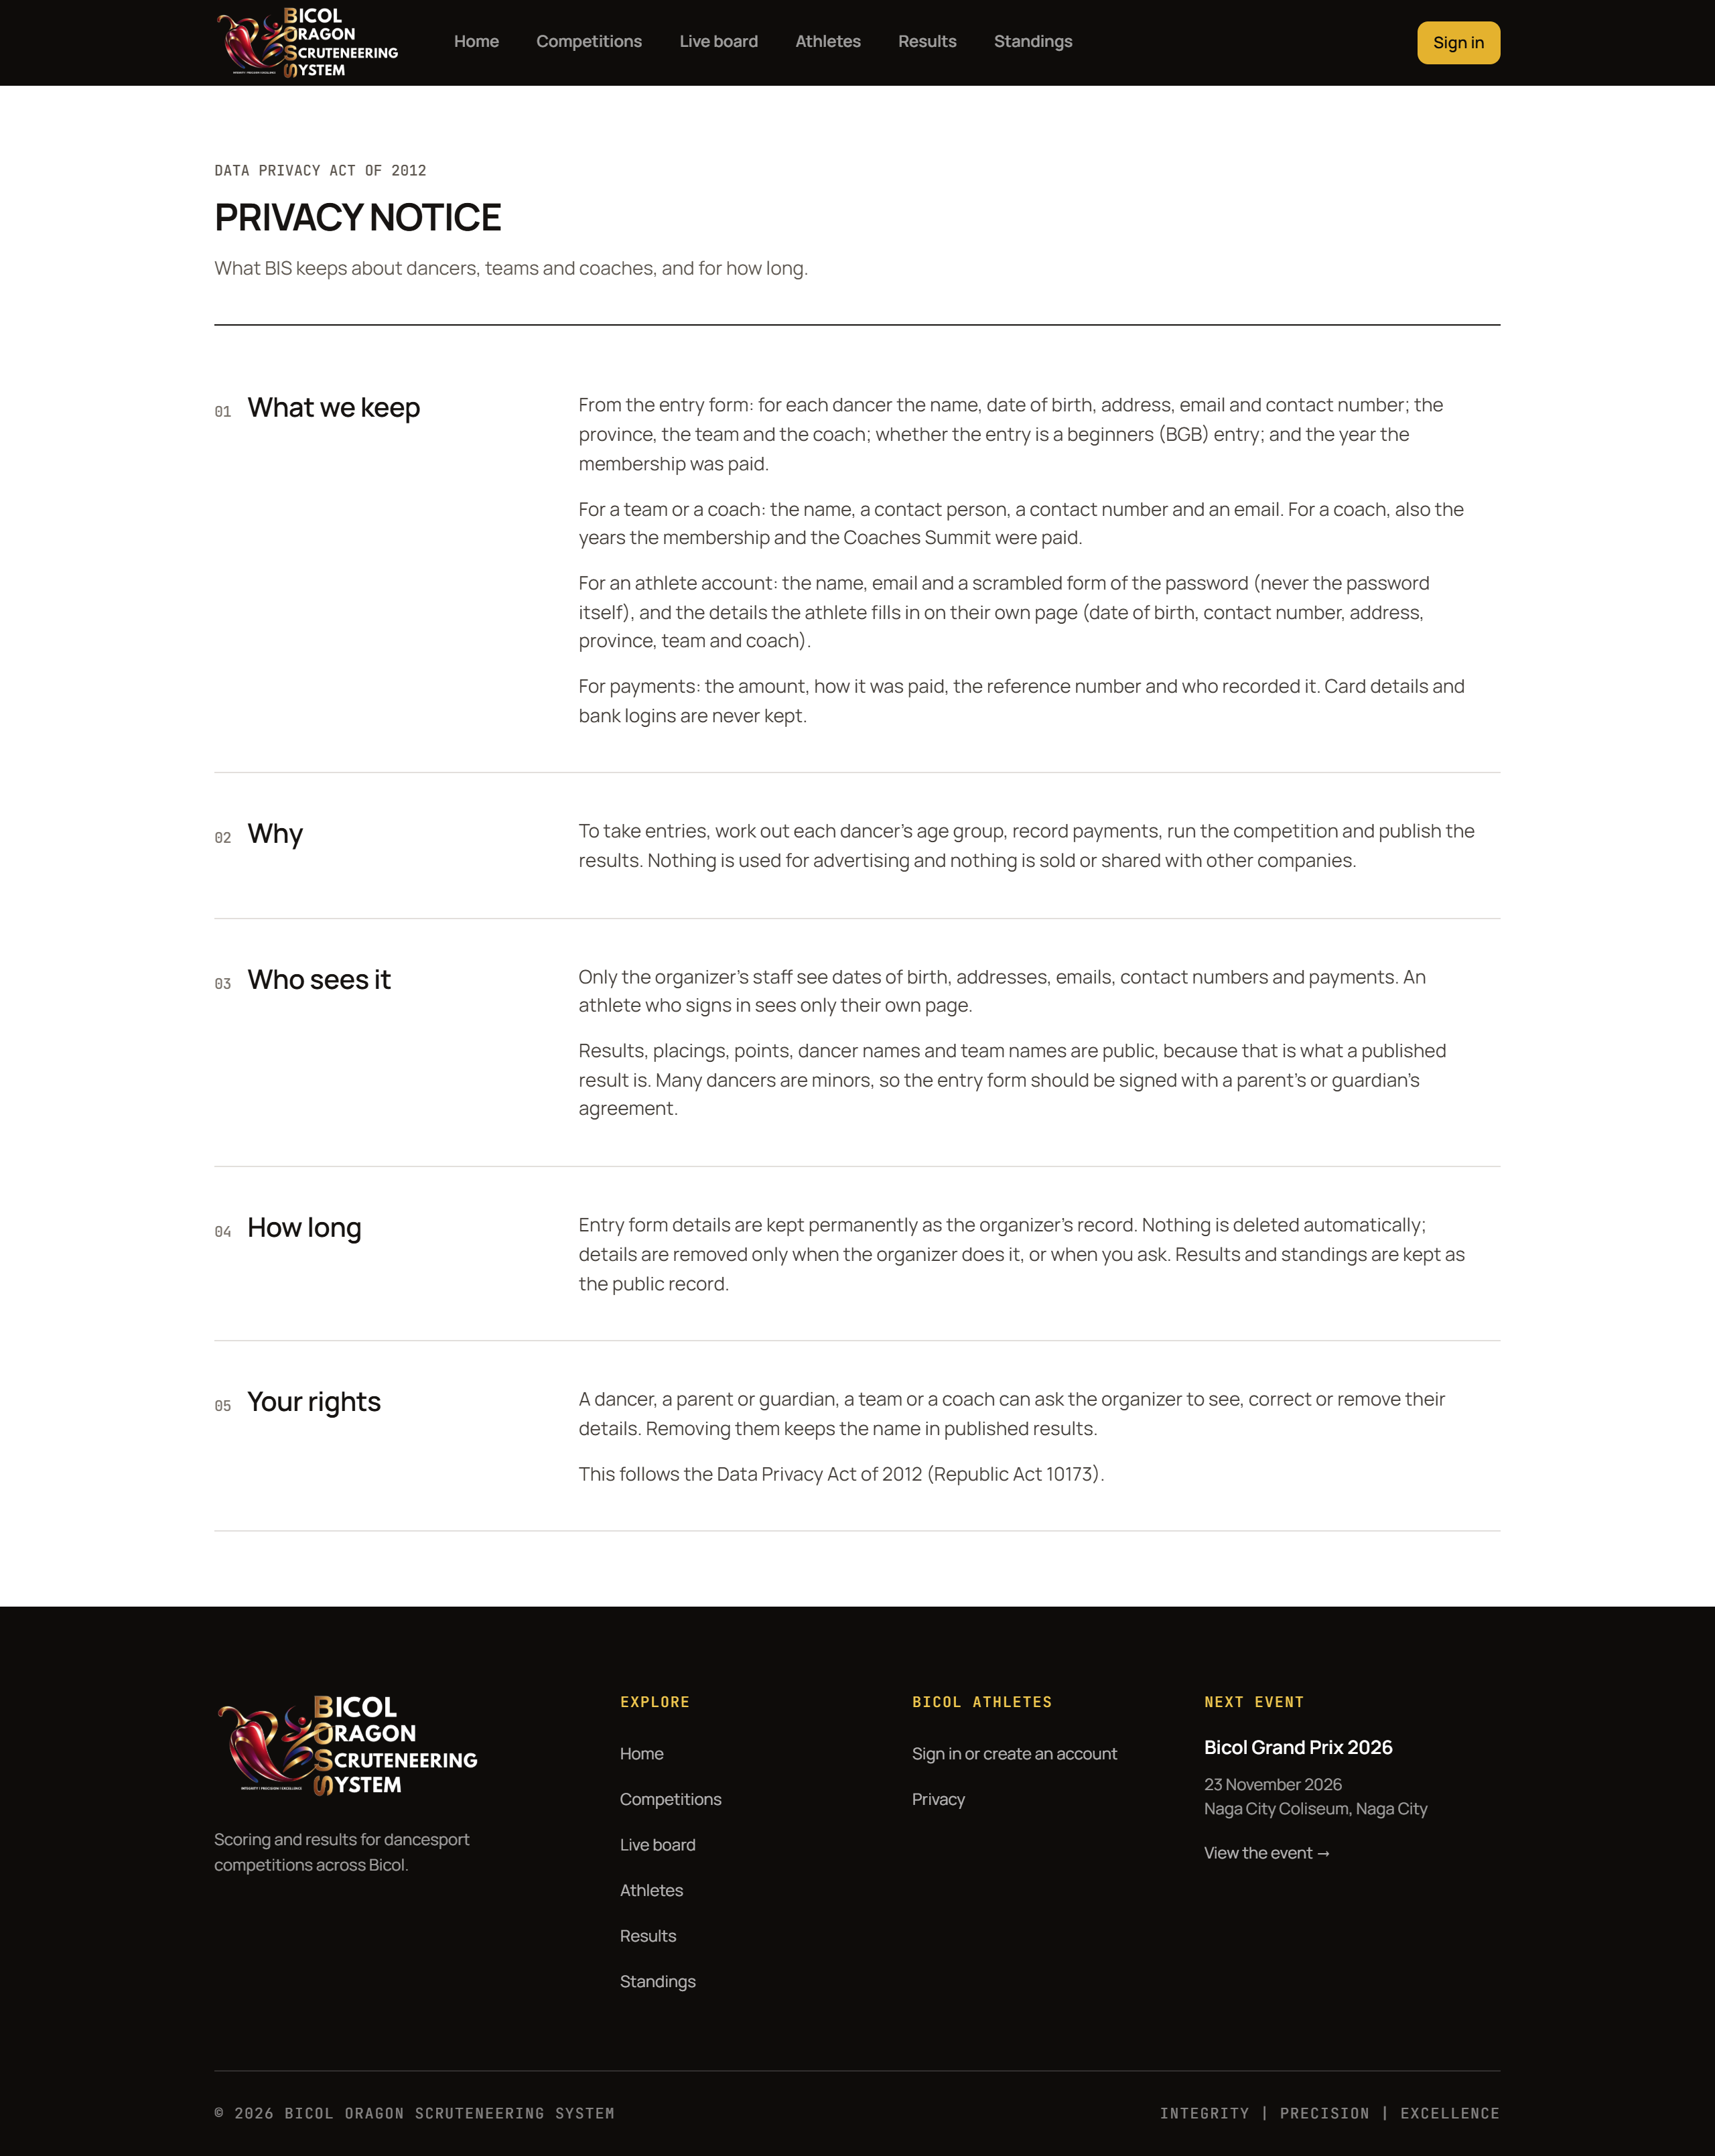 BICOL
ORAGON
SCRUTENEERING
SYSTEM
INTEGRITY | PRECISION | EXCELLENCE
Home
Competitions
Live board
Athletes
Results
Standings
Sign in
DATA PRIVACY ACT OF 2012
PRIVACY NOTICE
What BIS keeps about dancers, teams and coaches, and for how long.
01 What we keep
From the entry form: for each dancer the name, date of birth, address, email and contact number; the
province, the team and the coach; whether the entry is a beginners (BGB) entry; and the year the
membership was paid.
For a team or a coach: the name, a contact person, a contact number and an email. For a coach, also the
years the membership and the Coaches Summit were paid.
For an athlete account: the name, email and a scrambled form of the password (never the password
itself), and the details the athlete fills in on their own page (date of birth, contact number, address,
province, team and coach).
For payments: the amount, how it was paid, the reference number and who recorded it. Card details and
bank logins are never kept.
02 Why
To take entries, work out each dancer’s age group, record payments, run the competition and publish the
results. Nothing is used for advertising and nothing is sold or shared with other companies.
03 Who sees it
Only the organizer’s staff see dates of birth, addresses, emails, contact numbers and payments. An
athlete who signs in sees only their own page.
Results, placings, points, dancer names and team names are public, because that is what a published
result is. Many dancers are minors, so the entry form should be signed with a parent’s or guardian’s
agreement.
04 How long
Entry form details are kept permanently as the organizer’s record. Nothing is deleted automatically;
details are removed only when the organizer does it, or when you ask. Results and standings are kept as
the public record.
05 Your rights
A dancer, a parent or guardian, a team or a coach can ask the organizer to see, correct or remove their
details. Removing them keeps the name in published results.
This follows the Data Privacy Act of 2012 (Republic Act 10173).
BICOL
ORAGON
SCRUTENEERING
SYSTEM
INTEGRITY | PRECISION | EXCELLENCE
Scoring and results for dancesport
competitions across Bicol.
EXPLORE
Home
Competitions
Live board
Athletes
Results
Standings
BICOL ATHLETES
Sign in or create an account
Privacy
NEXT EVENT
Bicol Grand Prix 2026
23 November 2026
Naga City Coliseum, Naga City
View the event →
© 2026 BICOL ORAGON SCRUTENEERING SYSTEM
INTEGRITY | PRECISION | EXCELLENCE